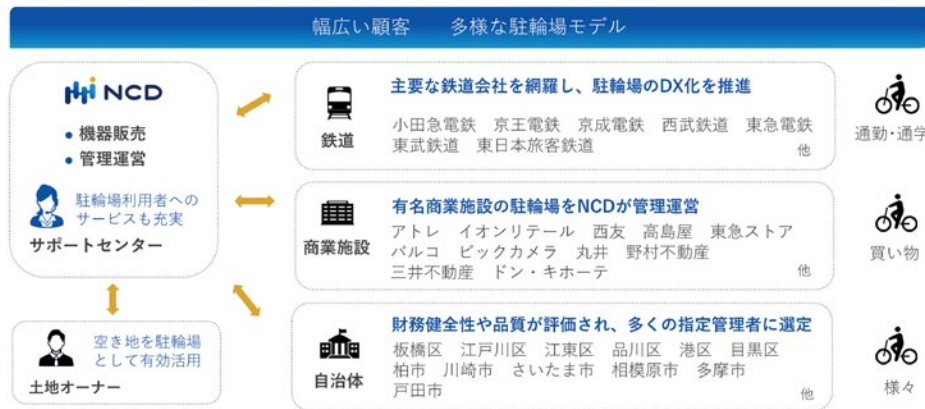 幅広い顧客　　多様な駐輪場モデル
NCD
• 機器販売
• 管理運営
駐輪場利用者への
サービスも充実
サポートセンター
空き地を駐輪場
として有効活用
土地オーナー
鉄道
主要な鉄道会社を網羅し、駐輪場のDX化を推進
小田急電鉄　京王電鉄　京成電鉄　西武鉄道　東急電鉄
東武鉄道　東日本旅客鉄道
他
通勤・通学
商業施設
有名商業施設の駐輪場をNCDが管理運営
アトレ　イオンリテール　西友　高島屋　東急ストア
パルコ　ビックカメラ　丸井　野村不動産
三井不動産　ドン・キホーテ
他
買い物
自治体
財務健全性や品質が評価され、多くの指定管理者に選定
板橋区　江戸川区　江東区　品川区　港区　目黒区
柏市　川崎市　さいたま市　相模原市　多摩市
戸田市
他
様々